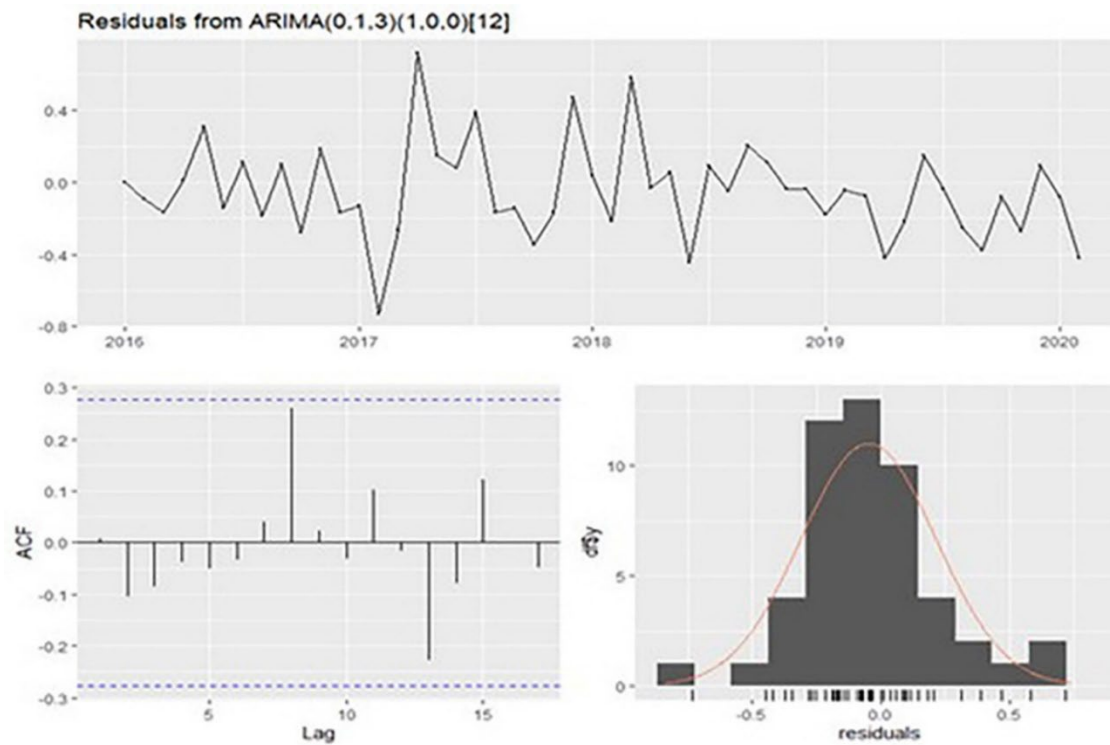 Residuals from ARIMA(0,1,3)(1,0,0)[12]
0.4
0.0
-0.4
-0.8
2016 2017 2018 2019 2020
0.3
0.2
0.1
0.0
-0.1
-0.2
-0.3
ACF
5 10 15
Lag
10
5
0
df$y
-0.5 0.0 0.5
residuals